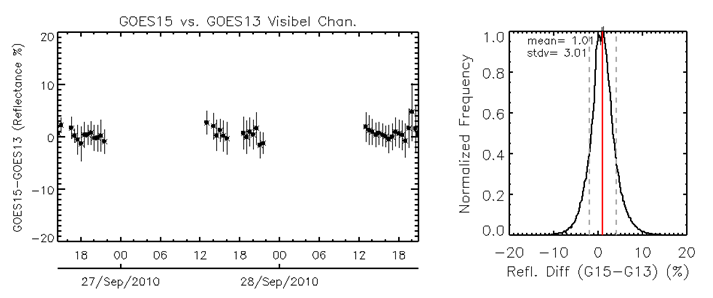 GOES15 vs. GOES13 Visibel Chan.
GOES15-GOES13 (Reflectance %)
20
10
0
-10
-20
18 00 06 12 18 00 06 12 18
27/Sep/2010 28/Sep/2010
mean= 1.01
stdv= 3.01
Normalized Frequency
1.0
0.8
0.6
0.4
0.2
0.0
-20 -10 0 10 20
Refl. Diff (G15-G13) (%)